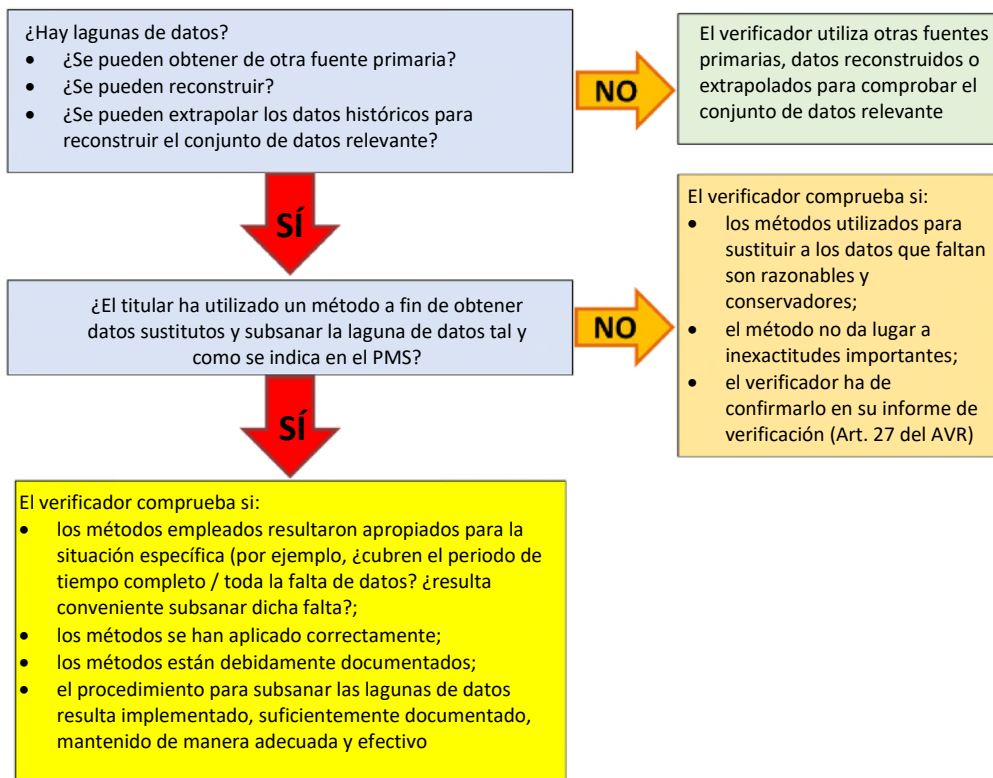 ¿Hay lagunas de datos?
• ¿Se pueden obtener de otra fuente primaria?
• ¿Se pueden reconstruir?
• ¿Se pueden extrapolar los datos históricos para
reconstruir el conjunto de datos relevante?
NO
El verificador utiliza otras fuentes
primarias, datos reconstruidos o
extrapolados para comprobar el
conjunto de datos relevante
SÍ
¿El titular ha utilizado un método a fin de obtener
datos sustitutos y subsanar la laguna de datos tal y
como se indica en el PMS?
NO
El verificador comprueba si:
• los métodos utilizados para
sustituir a los datos que faltan
son razonables y
conservadores;
• el método no da lugar a
inexactitudes importantes;
• el verificador ha de
confirmarlo en su informe de
verificación (Art. 27 del AVR)
SÍ
El verificador comprueba si:
• los métodos empleados resultaron apropiados para la
situación específica (por ejemplo, ¿cubren el periodo de
tiempo completo / toda la falta de datos? ¿resulta
conveniente subsanar dicha falta?;
• los métodos se han aplicado correctamente;
• los métodos están debidamente documentados;
• el procedimiento para subsanar las lagunas de datos
resulta implementado, suficientemente documentado,
mantenido de manera adecuada y efectivo